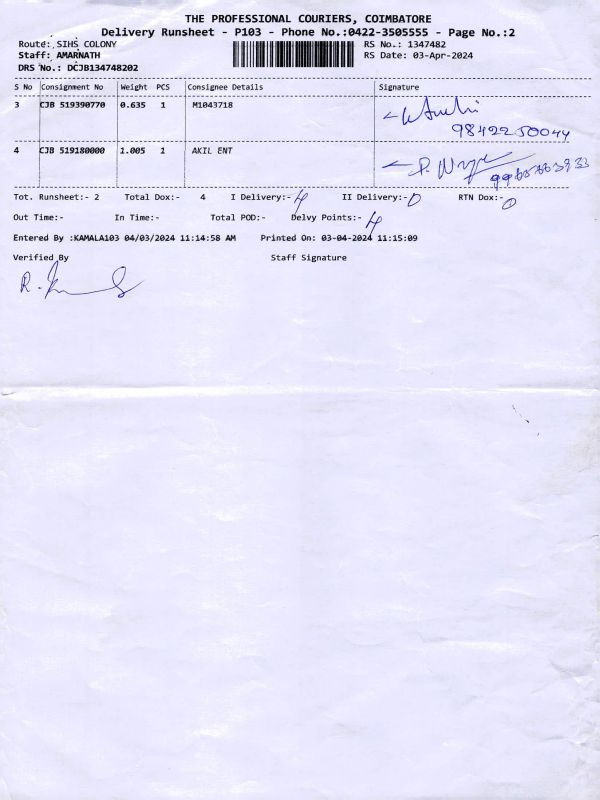 THE PROFESSIONAL COURIERS, COIMBATORE
Delivery Runsheet - P103 - Phone No.:0422-3505555 - Page No.:2
Route: SIHS COLONY RS No.: 1347482
Staff: AMARNATH RS Date: 03-Apr-2024
DRS No.: DCJB134748202
S No Consignment No Weight PCS Consignee Details Signature
3 CJB 519390770 0.635 1 M1043718
9842250044
4 CJB 519180000 1.005 1 AKIL ENT
Tot. Runsheet:- 2 Total Dox:- 4 I Delivery:- 4 II Delivery:- 0 RTN Dox:- 0
Out Time:- In Time:- Total POD:- Delvy Points:- 4
Entered By :KAMALA103 04/03/2024 11:14:58 AM Printed On: 03-04-2024 11:15:09
Verified By Staff Signature